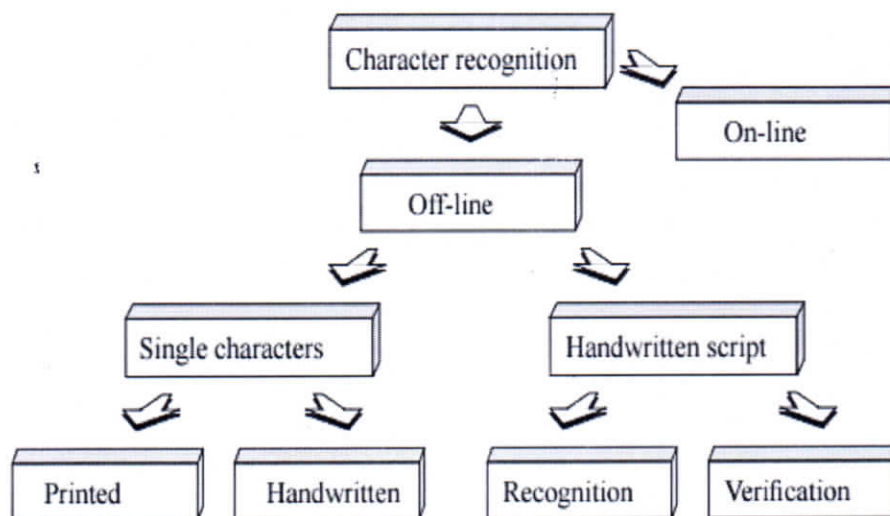 Character recognition
On-line
Off-line
Single characters
Handwritten script
Printed
Handwritten
Recognition
Verification